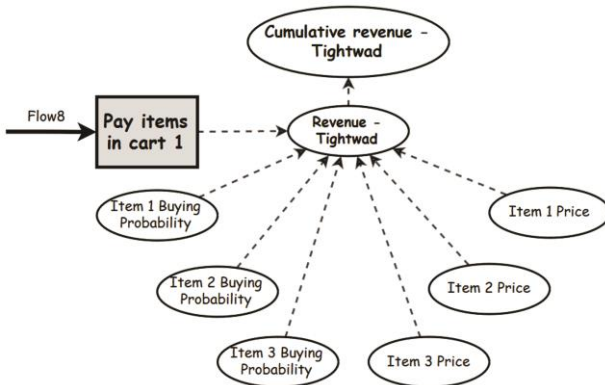 Cumulative revenue –
Tightwad
Flow8
Pay items
in cart 1
Revenue –
Tightwad
Item 1 Buying
Probability
Item 1 Price
Item 2 Buying
Probability
Item 2 Price
Item 3 Buying
Probability
Item 3 Price